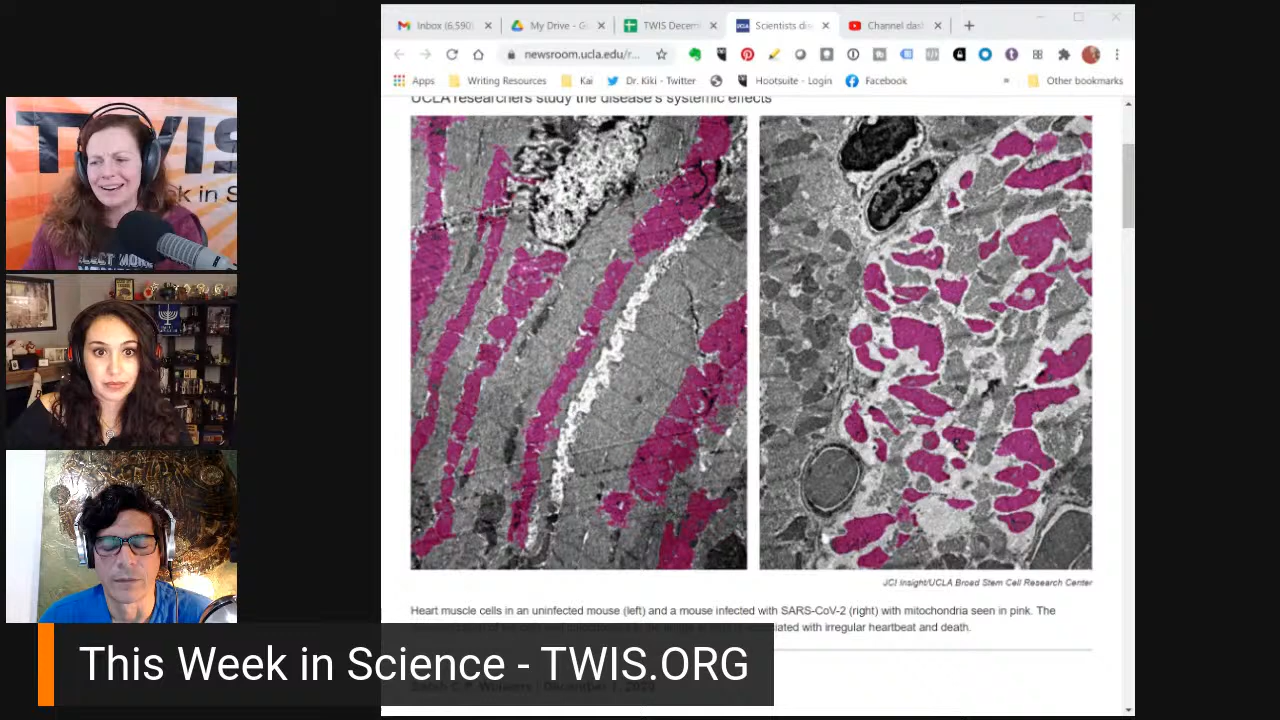 Inbox (6,590)
My Drive - G
TWIS Decem
Scientists di
Channel das
newsroom.ucla.edu/r...
Apps
Writing Resources
Kai
Dr. Kiki - Twitter
Hootsuite - Login
Facebook
»
Other bookmarks
UCLA researchers study the disease's systemic effects
TWIS
k in S
JCI Insight/UCLA Broad Stem Cell Research Center
Heart muscle cells in an uninfected mouse (left) and a mouse infected with SARS-CoV-2 (right) with mitochondria seen in pink. The
associated with irregular heartbeat and death.
This Week in Science - TWIS.ORG